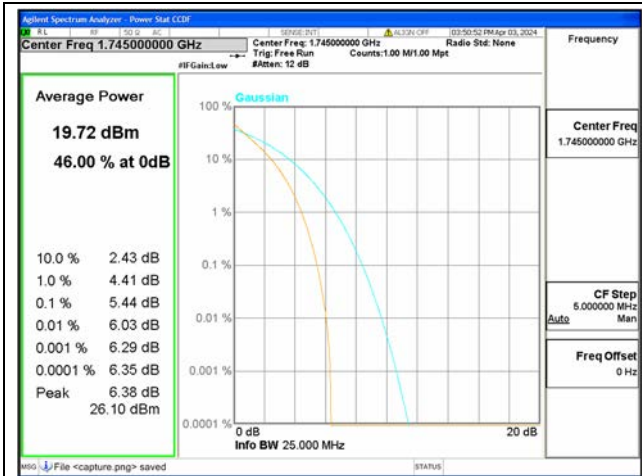 Agilent Spectrum Analyzer - Power Stat CCDF
RL RF 50 Ω AC SENSE:INT ALIGN OFF 03:50:52 PM Apr 03, 2024
Center Freq 1.745000000 GHz
Center Freq: 1.745000000 GHz Radio Std: None
Trig: Free Run Counts:1.00 M/1.00 Mpt
#IFGain:Low #Atten: 12 dB
Frequency
Average Power
19.72 dBm
46.00 % at 0dB
10.0 % 2.43 dB
1.0 % 4.41 dB
0.1 % 5.44 dB
0.01 % 6.03 dB
0.001 % 6.29 dB
0.0001 % 6.35 dB
Peak 6.38 dB
26.10 dBm
Gaussian
100 %
10 %
1 %
0.1 %
0.01 %
0.001 %
0.0001 %
0 dB 20 dB
Info BW 25.000 MHz
Center Freq
1.745000000 GHz
CF Step
5.000000 MHz
Auto Man
Freq Offset
0 Hz
MSG File <capture.png> saved STATUS